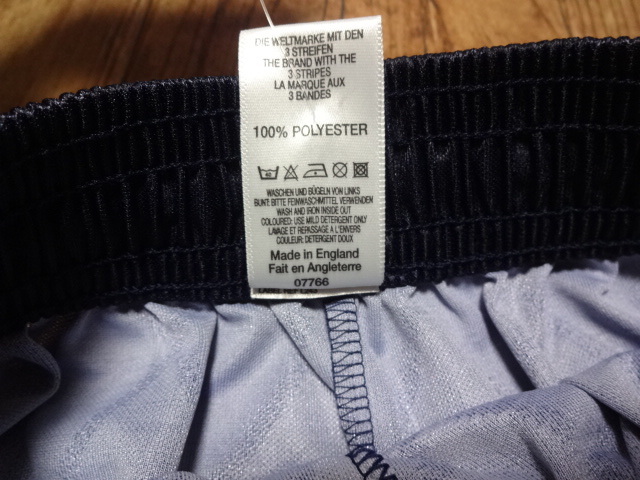 DIE WELTMARKE MIT DEN
3 STREIFEN
THE BRAND WITH THE
3 STRIPES
LA MARQUE AUX
3 BANDES
100% POLYESTER
WASCHEN UND BÜGELN VON LINKS
BUNT: BITTE FEINWASCHMITTEL VERWENDEN
WASH AND IRON INSIDE OUT
COLOURED: USE MILD DETERGENT ONLY
LAVAGE ET REPASSAGE A L'ENVERS
COULEUR: DETERGENT DOUX
Made in England
Fait en Angleterre
07766